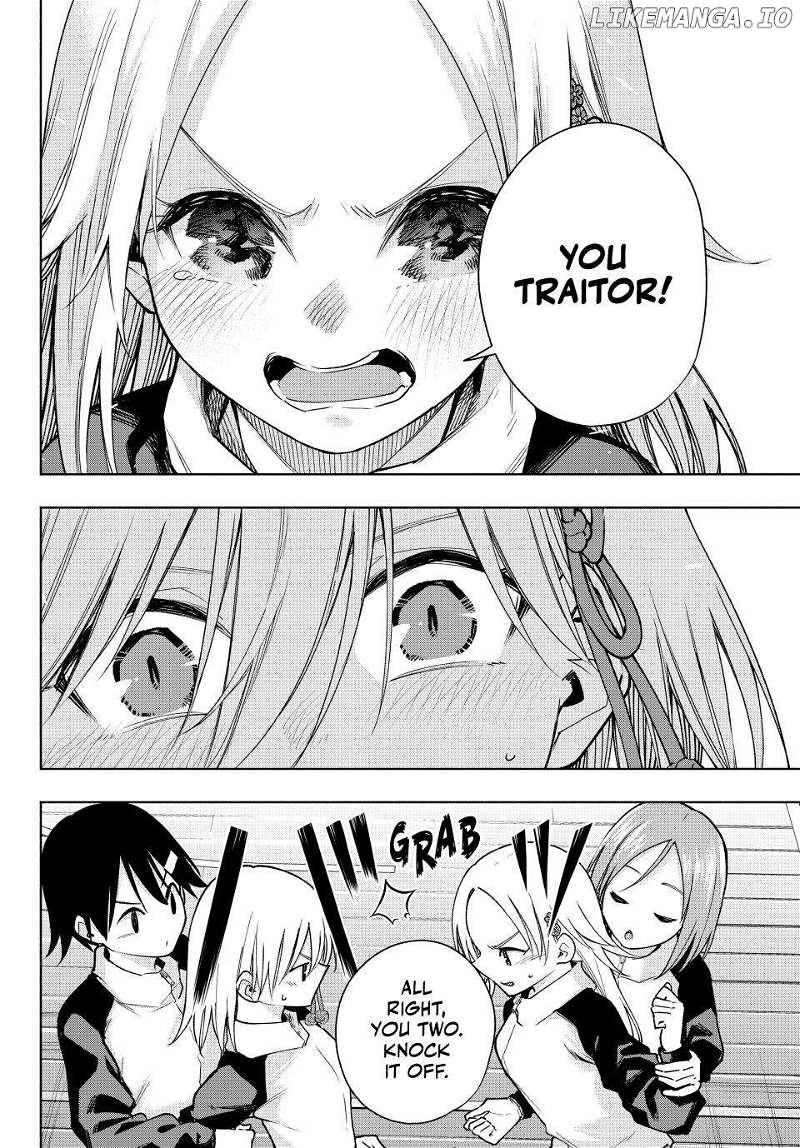 LIKEMANGA.IO
YOU
TRAITOR!
GRAB
ALL
RIGHT,
YOU TWO.
KNOCK
IT OFF.